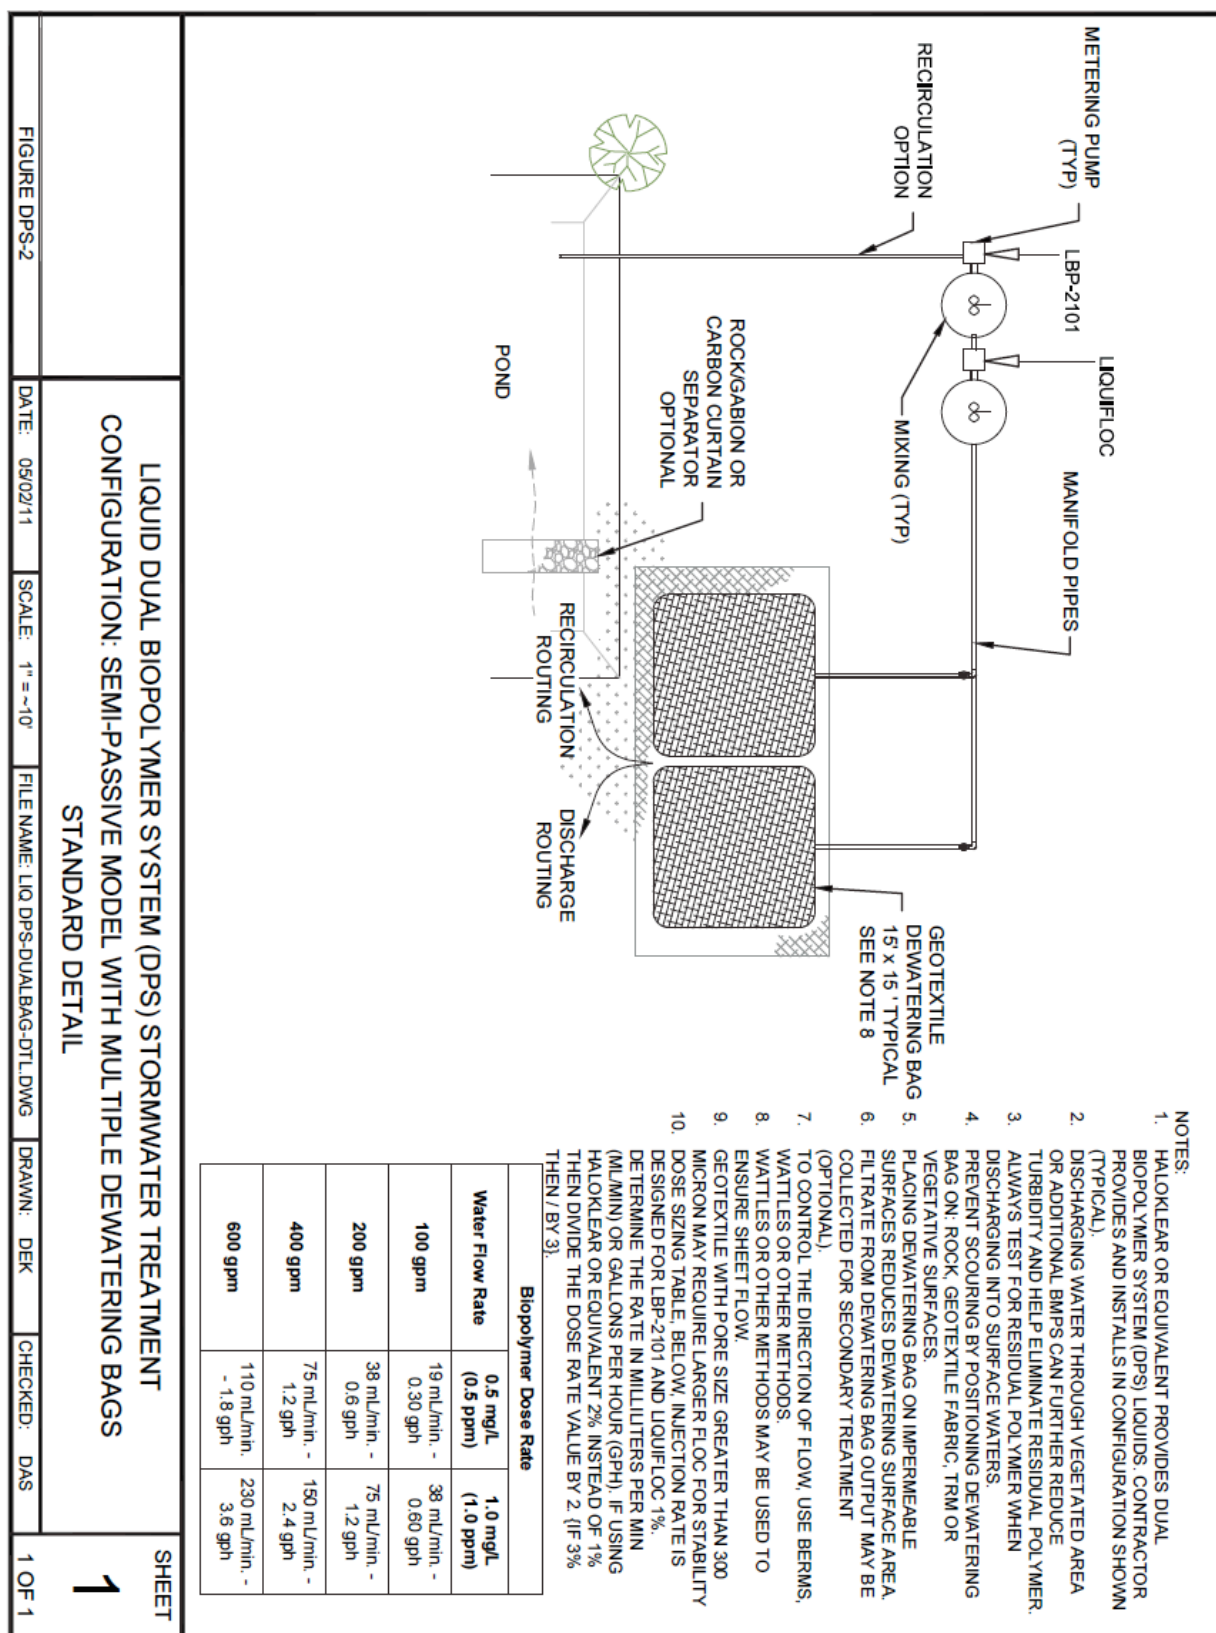 METERING PUMP
(TYP)
LBP-2101
LIQUIFLOC
RECIRCULATION
OPTION
MIXING (TYP)
MANIFOLD PIPES
ROCK/GABION OR
CARBON CURTAIN
SEPARATOR
OPTIONAL
POND
RECIRCULATION
ROUTING
DISCHARGE
ROUTING
GEOTEXTILE
DEWATERING BAG
15' x 15 ' TYPICAL
SEE NOTE 8
NOTES:
1. HALOKLEAR OR EQUIVALENT PROVIDES DUAL
BIOPOLYMER SYSTEM (DPS) LIQUIDS. CONTRACTOR
PROVIDES AND INSTALLS IN CONFIGURATION SHOWN
(TYPICAL).
2. DISCHARGING WATER THROUGH VEGETATED AREA
OR ADDITIONAL BMPS CAN FURTHER REDUCE
TURBIDITY AND HELP ELIMINATE RESIDUAL POLYMER.
3. ALWAYS TEST FOR RESIDUAL POLYMER WHEN
DISCHARGING INTO SURFACE WATERS.
4. PREVENT SCOURING BY POSITIONING DEWATERING
BAG ON: ROCK, GEOTEXTILE FABRIC, TRM OR
VEGETATIVE SURFACES.
5. PLACING DEWATERING BAG ON IMPERMEABLE
SURFACES REDUCES DEWATERING SURFACE AREA.
6. FILTRATE FROM DEWATERING BAG OUTPUT MAY BE
COLLECTED FOR SECONDARY TREATMENT
(OPTIONAL).
7. TO CONTROL THE DIRECTION OF FLOW, USE BERMS,
WATTLES OR OTHER METHODS.
8. WATTLES OR OTHER METHODS MAY BE USED TO
ENSURE SHEET FLOW.
9. GEOTEXTILE WITH PORE SIZE GREATER THAN 300
MICRON MAY REQUIRE LARGER FLOC FOR STABILITY
10. DOSE SIZING TABLE, BELOW, INJECTION RATE IS
DESIGNED FOR LBP-2101 AND LIQUIFLOC 1%.
DETERMINE THE RATE IN MILLILITERS PER MIN
(ML/MIN) OR GALLONS PER HOUR (GPH). IF USING
HALOKLEAR OR EQUIVALENT 2% INSTEAD OF 1%
THEN DIVIDE THE DOSE RATE VALUE BY 2. {IF 3%
THEN / BY 3}.
Biopolymer Dose Rate
Water Flow Rate 0.5 mg/L (0.5 ppm) 1.0 mg/L (1.0 ppm)
100 gpm 19 mL/min. - 0.30 gph 38 mL/min. - 0.60 gph
200 gpm 38 mL/min. - 0.6 gph 75 mL/min. - 1.2 gph
400 gpm 75 mL/min. - 1.2 gph 150 mL/min. - 2.4 gph
600 gpm 110 mL/min. - 1.8 gph 230 mL/min. - 3.6 gph
LIQUID DUAL BIOPOLYMER SYSTEM (DPS) STORMWATER TREATMENT
CONFIGURATION: SEMI-PASSIVE MODEL WITH MULTIPLE DEWATERING BAGS
STANDARD DETAIL
SHEET
1
FIGURE DPS-2
DATE: 05/02/11
SCALE: 1" = ~10'
FILE NAME: LIQ DPS-DUALBAG-DTL.DWG
DRAWN: DEK
CHECKED: DAS
1 OF 1